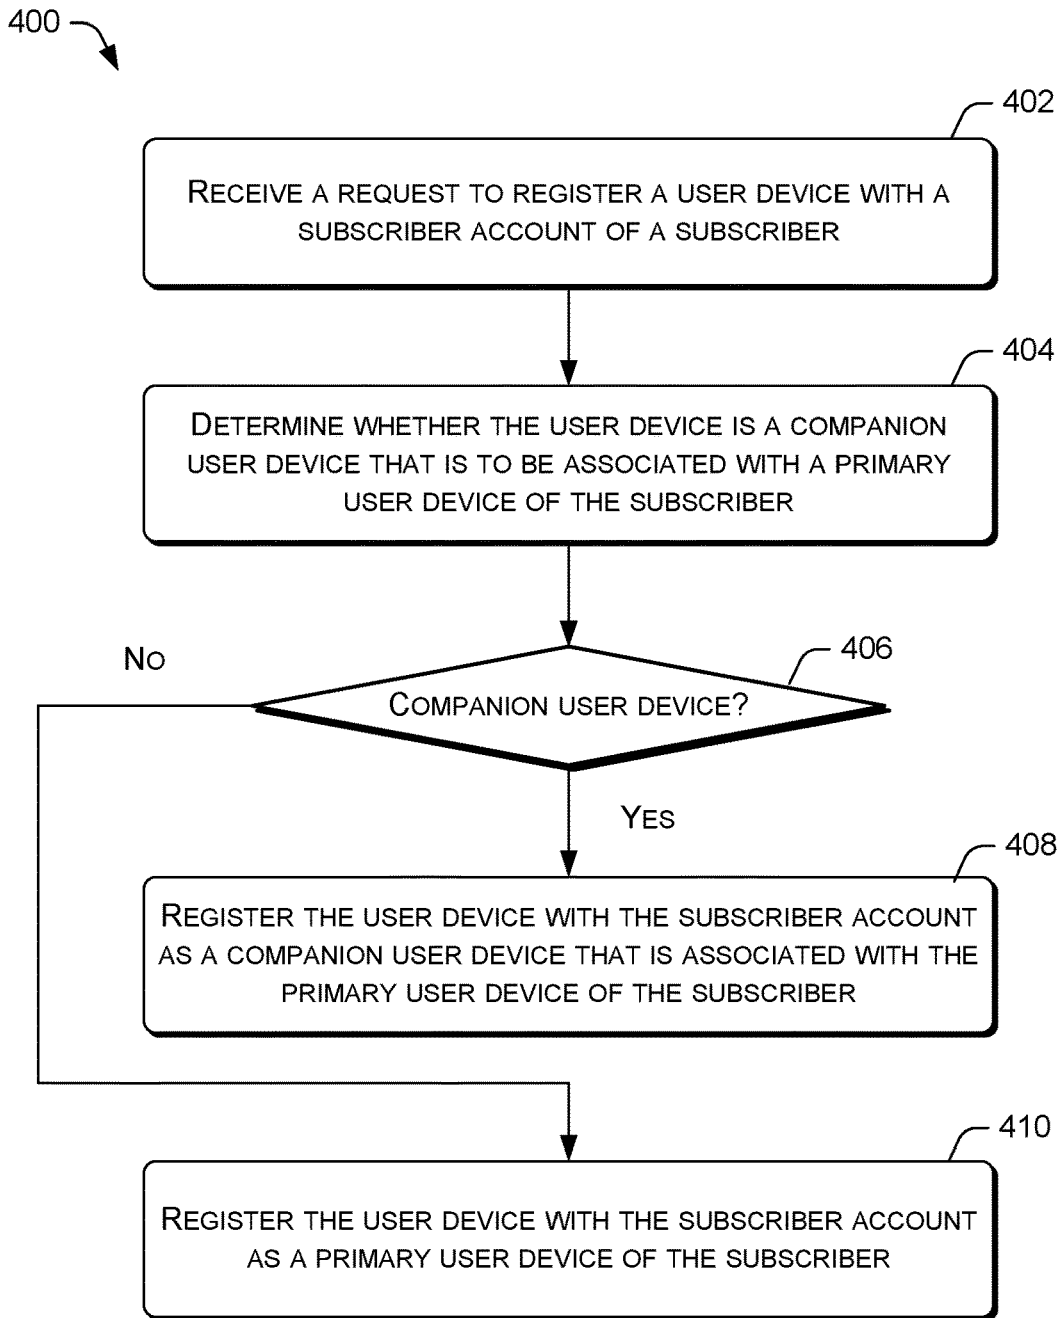 400
402
RECEIVE A REQUEST TO REGISTER A USER DEVICE WITH A
SUBSCRIBER ACCOUNT OF A SUBSCRIBER
404
DETERMINE WHETHER THE USER DEVICE IS A COMPANION
USER DEVICE THAT IS TO BE ASSOCIATED WITH A PRIMARY
USER DEVICE OF THE SUBSCRIBER
NO
406
COMPANION USER DEVICE?
YES
408
REGISTER THE USER DEVICE WITH THE SUBSCRIBER ACCOUNT
AS A COMPANION USER DEVICE THAT IS ASSOCIATED WITH THE
PRIMARY USER DEVICE OF THE SUBSCRIBER
410
REGISTER THE USER DEVICE WITH THE SUBSCRIBER ACCOUNT
AS A PRIMARY USER DEVICE OF THE SUBSCRIBER